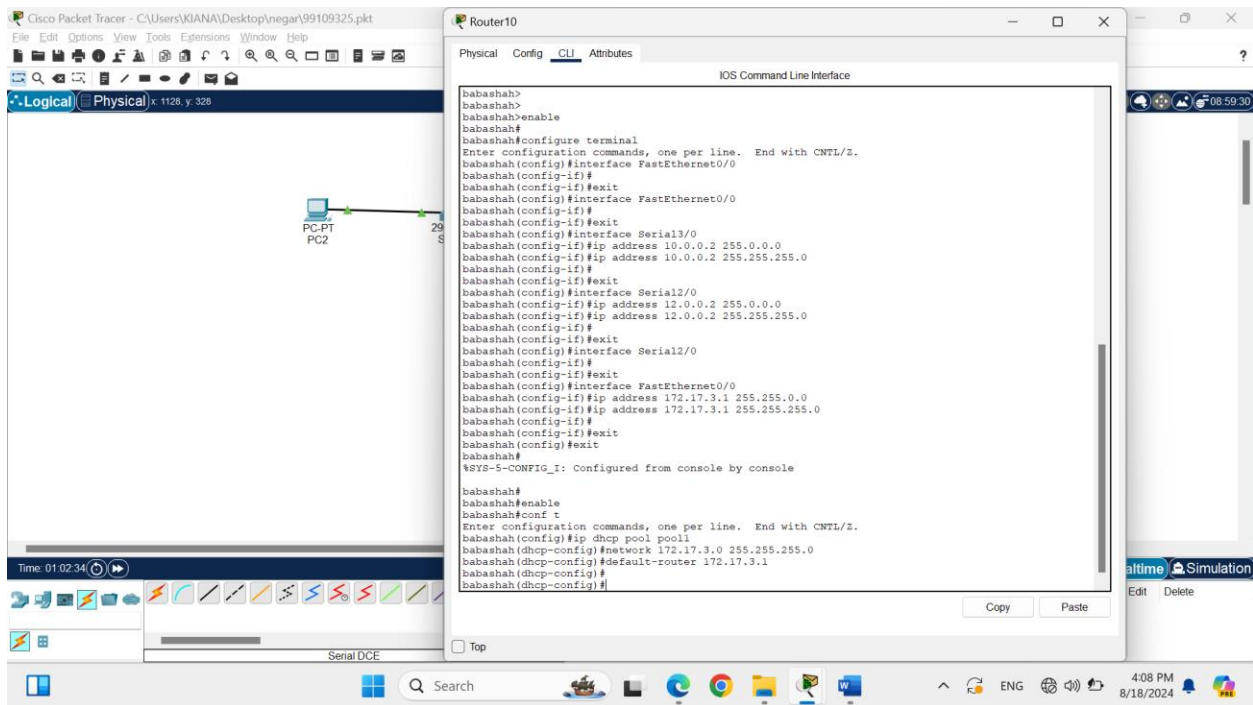 Cisco Packet Tracer - C:\Users\KIANA\Desktop\negar\99109325.pkt
File Edit Options View Tools Extensions Window Help
?
Logical Physical x: 1128, y: 328
08:59:30
PC-PT
PC2
29
S
Router10
Physical Config CLI Attributes
IOS Command Line Interface
babashah>
babashah>
babashah>enable
babashah#
babashah#configure terminal
Enter configuration commands, one per line. End with CNTL/Z.
babashah(config)#interface FastEthernet0/0
babashah(config-if)#
babashah(config-if)#exit
babashah(config)#interface FastEthernet0/0
babashah(config-if)#
babashah(config-if)#exit
babashah(config)#interface Serial3/0
babashah(config-if)#ip address 10.0.0.2 255.0.0.0
babashah(config-if)#ip address 10.0.0.2 255.255.255.0
babashah(config-if)#
babashah(config-if)#exit
babashah(config)#interface Serial2/0
babashah(config-if)#ip address 12.0.0.2 255.0.0.0
babashah(config-if)#ip address 12.0.0.2 255.255.255.0
babashah(config-if)#
babashah(config-if)#exit
babashah(config)#interface Serial2/0
babashah(config-if)#
babashah(config-if)#exit
babashah(config)#interface FastEthernet0/0
babashah(config-if)#ip address 172.17.3.1 255.255.0.0
babashah(config-if)#ip address 172.17.3.1 255.255.255.0
babashah(config-if)#
babashah(config-if)#exit
babashah(config)#exit
babashah#
%SYS-5-CONFIG_I: Configured from console by console
babashah#
babashah#enable
babashah#conf t
Enter configuration commands, one per line. End with CNTL/Z.
babashah(config)#ip dhcp pool pool1
babashah(dhcp-config)#network 172.17.3.0 255.255.255.0
babashah(dhcp-config)#default-router 172.17.3.1
babashah(dhcp-config)#
babashah(dhcp-config)#
Copy Paste
Top
Time: 01:02:34
altime Simulation
Edit Delete
Serial DCE
Search
ENG
4:08 PM
8/18/2024
PRE